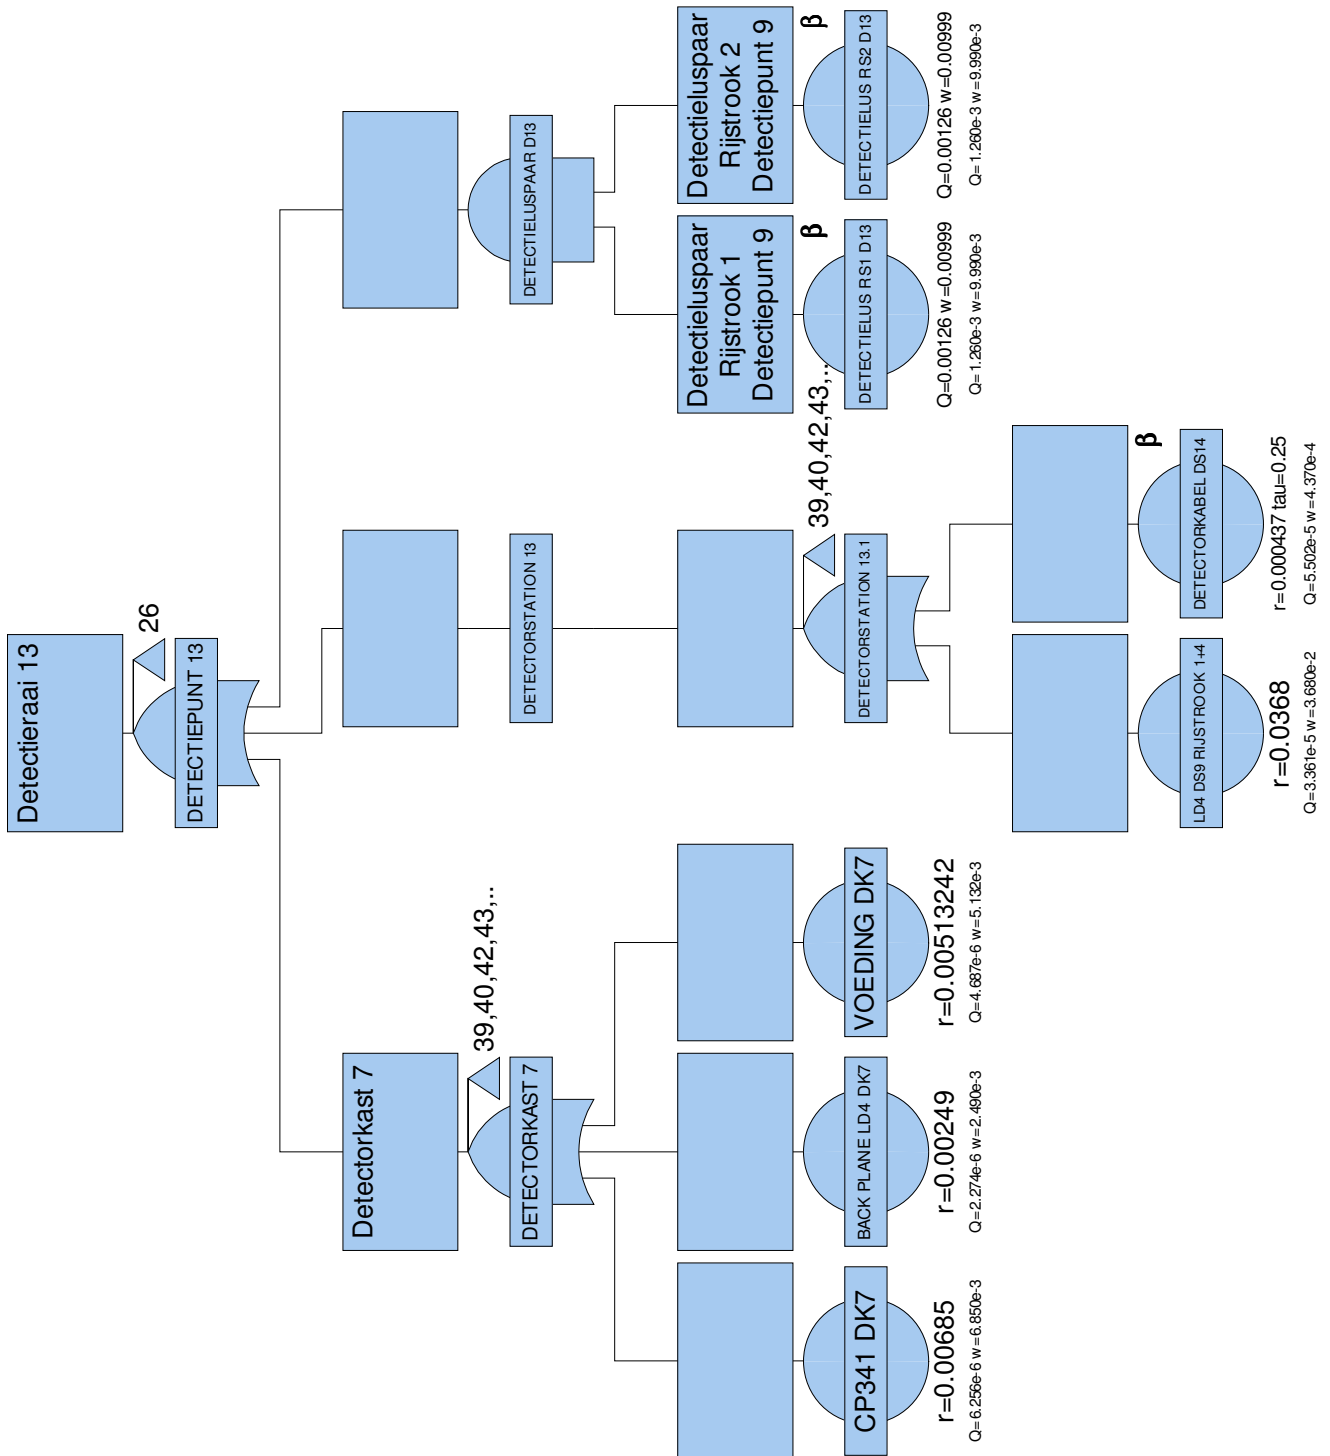 Detectieraai 13
26
DETECTIEPUNT 13
Detectorkast 7
39,40,42,43,..
DETECTORKAST 7
DETECTORSTATION 13
DETECTIELUSPAAR D13
CP341 DK7
r=0.00685
Q=6.256e-6 w=6.850e-3
BACK PLANE LD4 DK7
r=0.00249
Q=2.274e-6 w=2.490e-3
VOEDING DK7
r=0.00513242
Q=4.687e-6 w=5.132e-3
39,40,42,43,..
DETECTORSTATION 13.1
Detectieluspaar
Rijstrook 1
Detectiepunt 9
β
DETECTIELUS RS1 D13
Q=0.00126 w=0.00999
Q=1.260e-3 w=9.990e-3
Detectieluspaar
Rijstrook 2
Detectiepunt 9
β
DETECTIELUS RS2 D13
Q=0.00126 w=0.00999
Q=1.260e-3 w=9.990e-3
LD4 DS9 RIJSTROOK 1+4
r=0.0368
Q=3.361e-5 w=3.680e-2
β
DETECTORKABEL DS14
r=0.000437 tau=0.25
Q=5.502e-5 w=4.370e-4